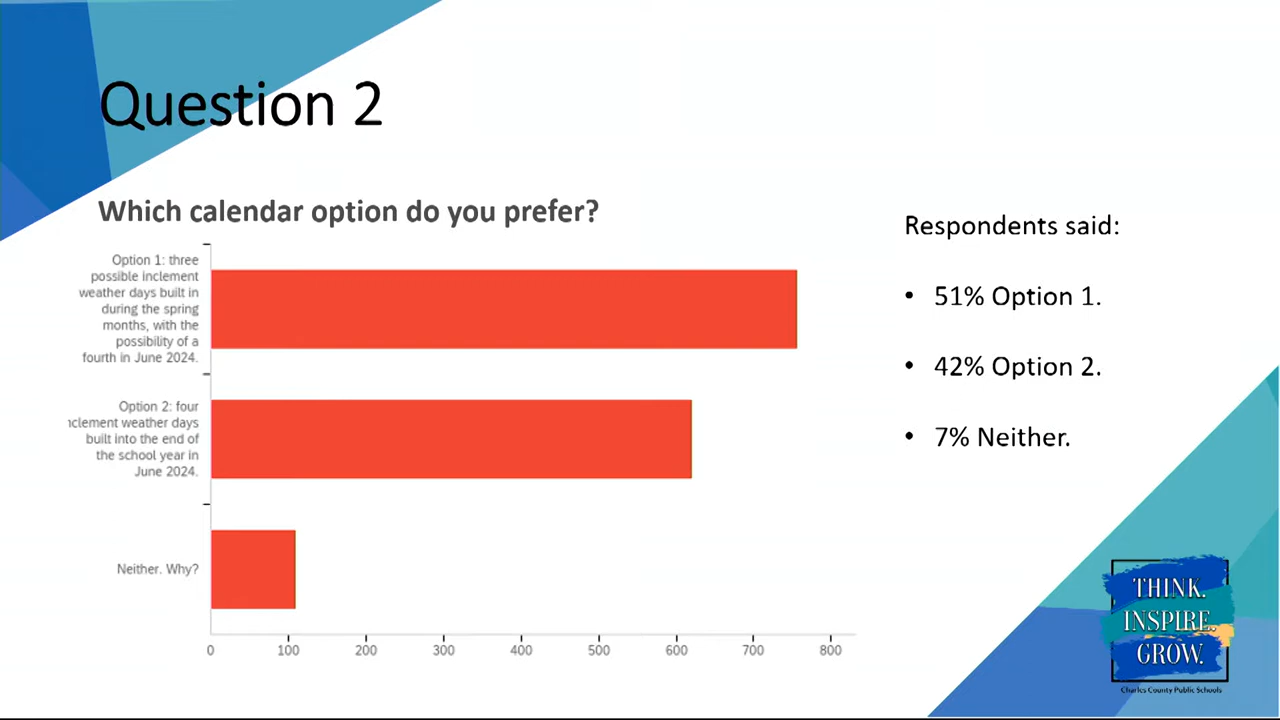 Question 2
Which calendar option do you prefer?
Option 1: three
possible inclement
weather days built in
during the spring
months, with the
possibility of a
fourth in June 2024.
Option 2: four
nclement weather days
built into the end of
the school year in
June 2024.
Neither. Why?
0 100 200 300 400 500 600 700 800
Respondents said:
• 51% Option 1.
• 42% Option 2.
• 7% Neither.
THINK.
INSPIRE.
GROW.
Charles County Public Schools